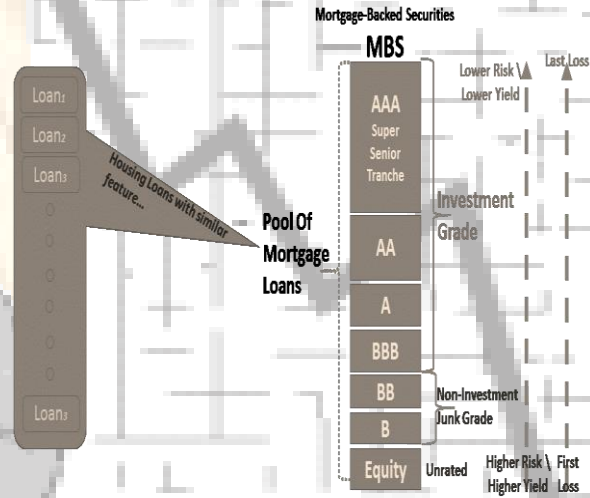 Mortgage-Backed Securities
MBS
Loan1
Loan2
Loan3
Loans
Housing Loans with similar
feature...
Pool Of
Mortgage
Loans
AAA
Super
Senior
Tranche
AA
A
BBB
BB
B
Equity
Investment
Grade
Non-Investment
Junk Grade
Unrated
Lower Risk \
Lower Yield
Last Loss
Higher Risk \
Higher Yield
First
Loss